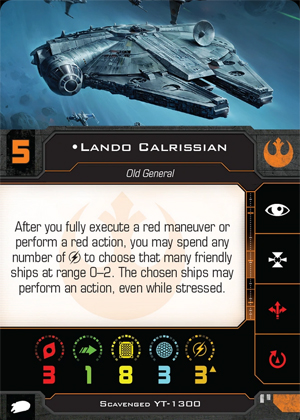 5
•Lando Calrissian
Old General
After you fully execute a red maneuver or
perform a red action, you may spend any
number of to choose that many friendly
ships at range 0–2. The chosen ships may
perform an action, even while stressed.
3 1 8 3 3
Scavenged YT-1300